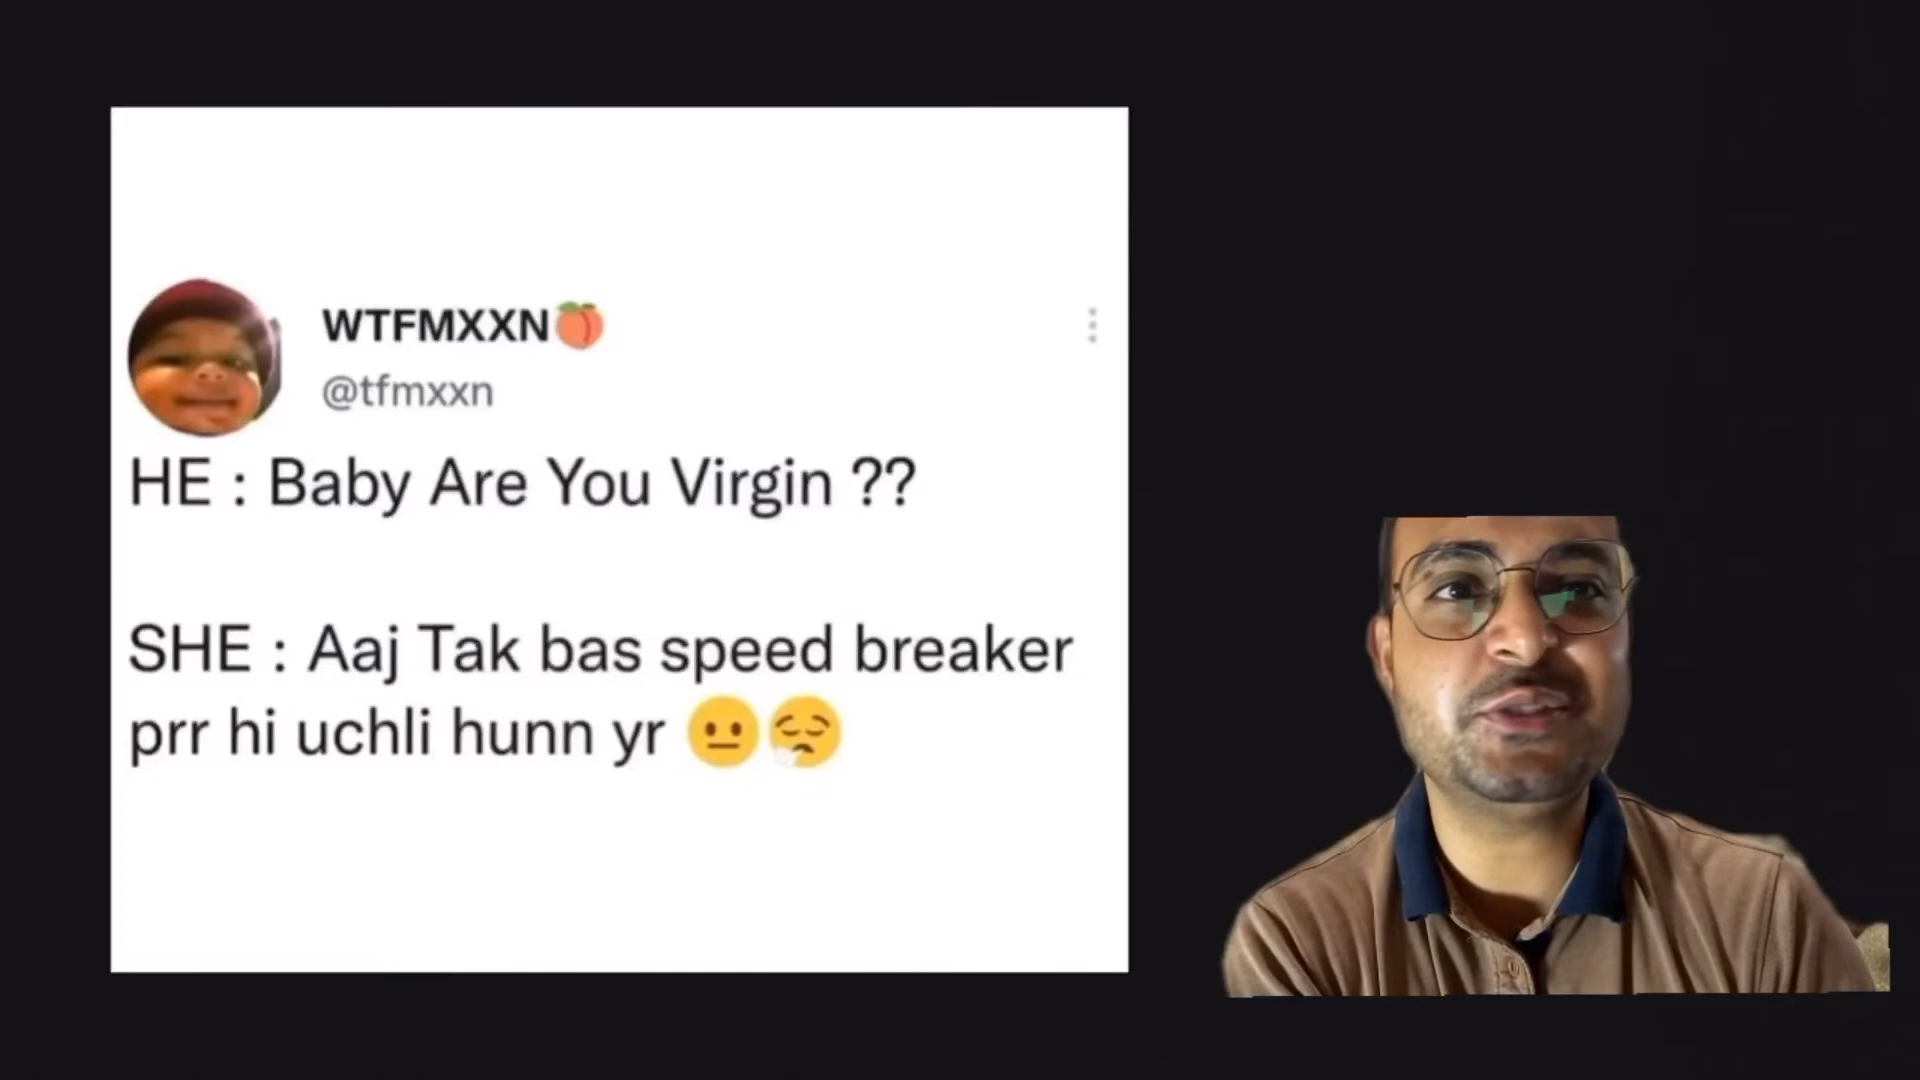 WTFMXXN🍑
@tfmxxn
HE : Baby Are You Virgin ??
SHE : Aaj Tak bas speed breaker
prr hi uchli hunn yr 😐😮‍💨